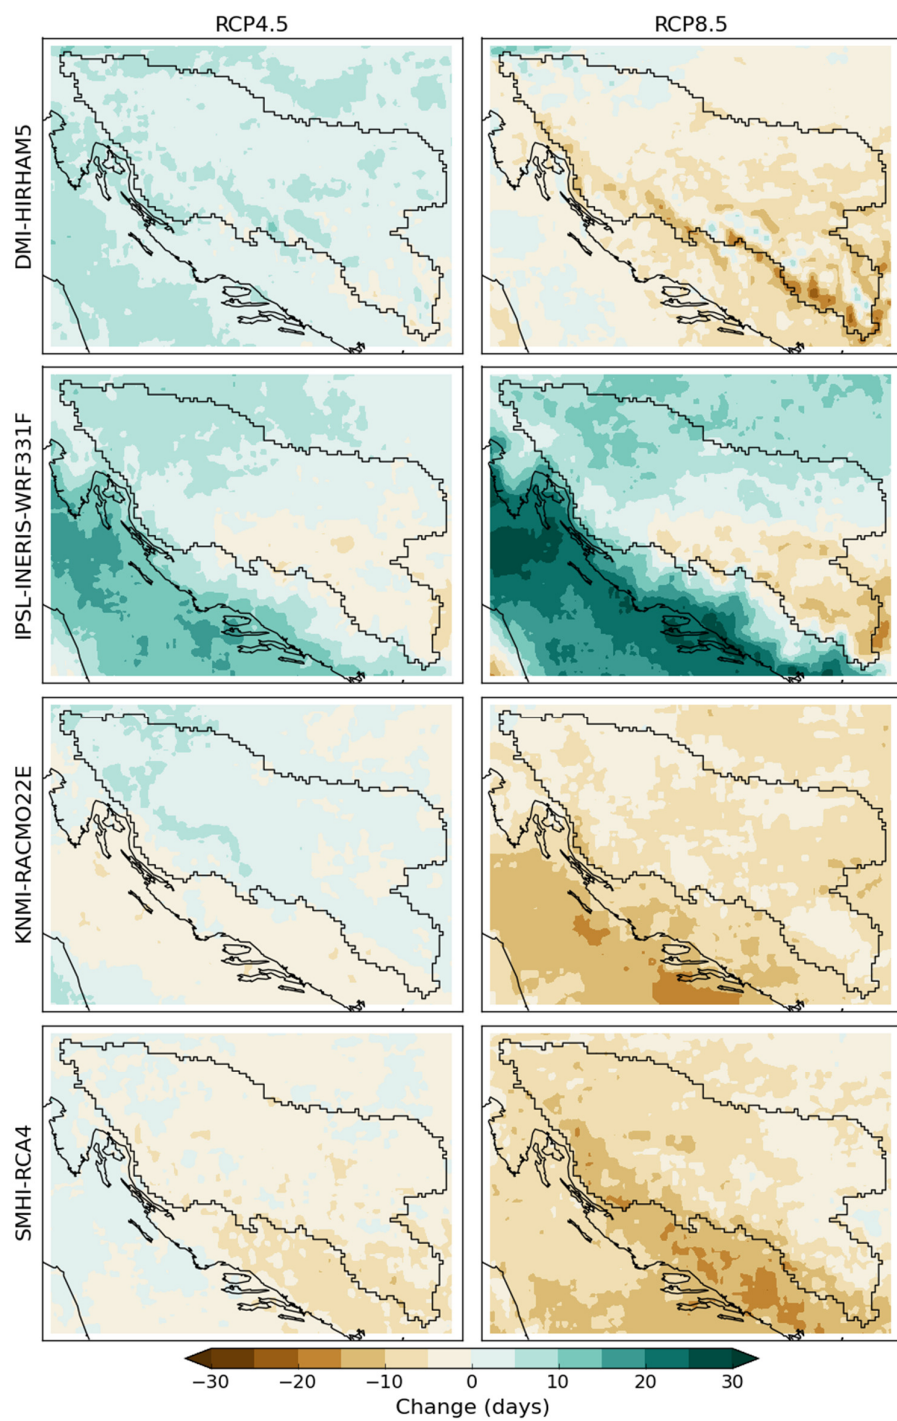 RCP4.5
RCP8.5
DMI-HIRHAM5
IPSL-INERIS-WRF331F
KNMI-RACMO22E
SMHI-RCA4
−30 −20 −10 0 10 20 30
Change (days)